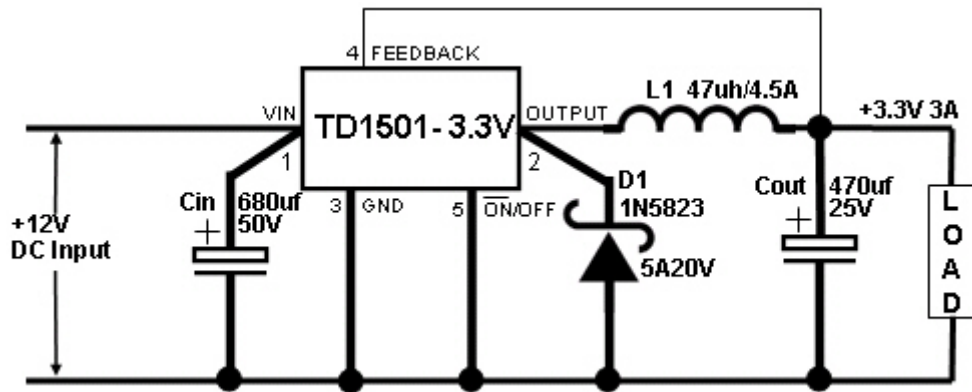 4 FEEDBACK
L1 47uh/4.5A
VIN
TD1501-3.3V
OUTPUT
+3.3V 3A
1
2
Cin
680uf
50V
+
3
GND
5
ON/OFF
D1
1N5823
5A20V
Cout
470uf
25V
+
LOAD
+12V
DC Input